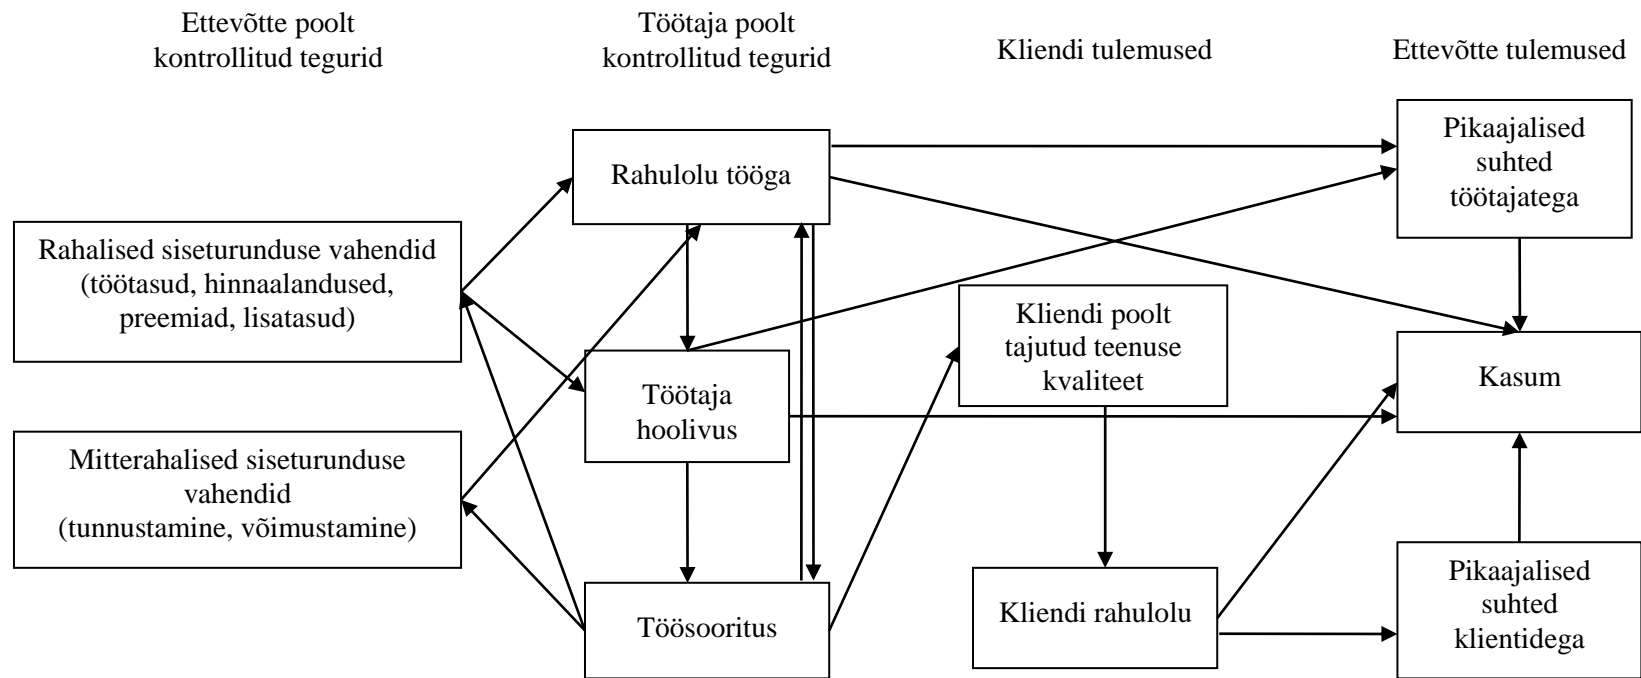 Ettevõtte poolt
kontrollitud tegurid
Töötaja poolt
kontrollitud tegurid
Kliendi tulemused
Ettevõtte tulemused
Rahalised siseturunduse vahendid
(töötasud, hinnaalandused,
preemiad, lisatasud)
Mitterahalised siseturunduse
vahendid
(tunnustamine, võimustamine)
Rahulolu tööga
Töötaja
hoolivus
Töösooritus
Kliendi poolt
tajutud teenuse
kvaliteet
Kliendi rahulolu
Pikaajalised
suhted
töötajatega
Kasum
Pikaajalised
suhted
klientidega